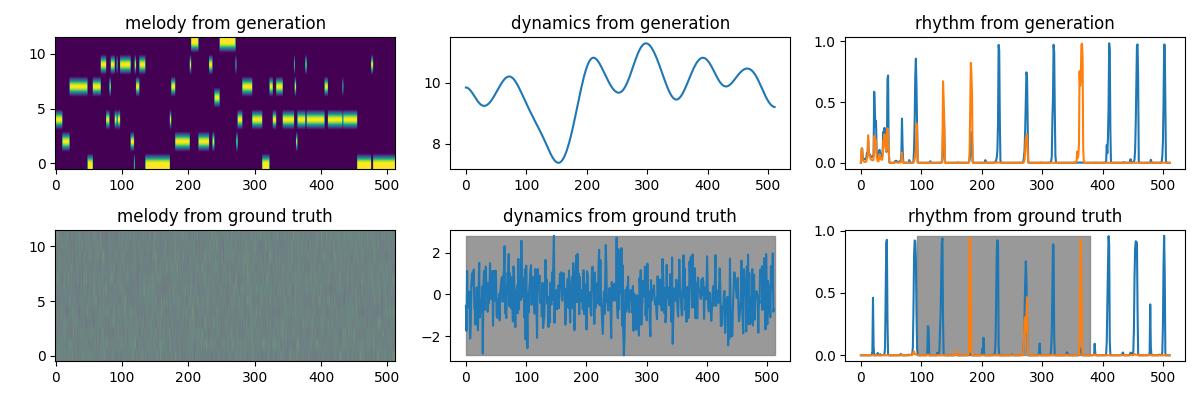 melody from generation
10
5
0
0 100 200 300 400 500
dynamics from generation
10
8
0 100 200 300 400 500
rhythm from generation
1.0
0.5
0.0
0 100 200 300 400 500
melody from ground truth
10
5
0
0 100 200 300 400 500
dynamics from ground truth
2
0
−2
0 100 200 300 400 500
rhythm from ground truth
1.0
0.5
0.0
0 100 200 300 400 500